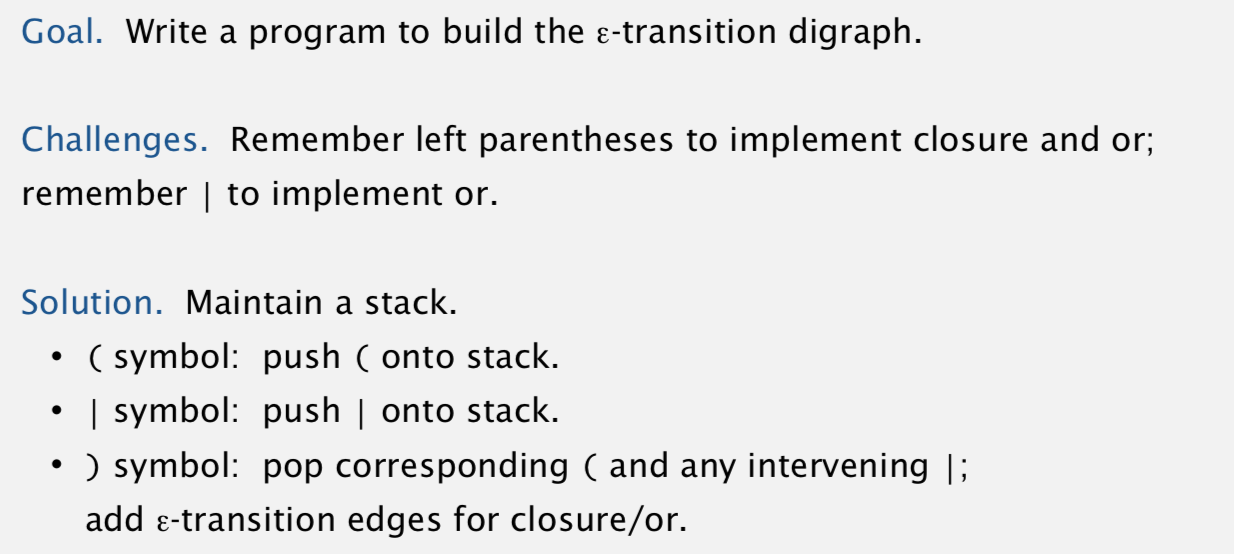 Goal. Write a program to build the ε-transition digraph.
Challenges. Remember left parentheses to implement closure and or;
remember | to implement or.
Solution. Maintain a stack.
• ( symbol: push ( onto stack.
• | symbol: push | onto stack.
• ) symbol: pop corresponding ( and any intervening |;
add ε-transition edges for closure/or.